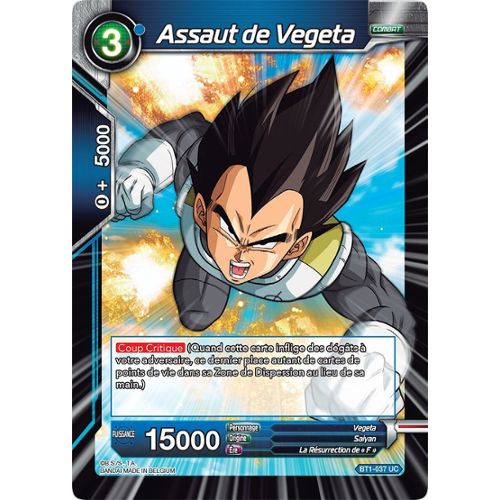 3
Assaut de Vegeta
COMBAT
0 + 5000
Coup Critique (Quand cette carte inflige des dégâts à
votre adversaire, ce dernier place autant de cartes de
points de vie dans sa Zone de Dispersion au lieu de sa
main.)
PUISSANCE 15000
Personnage Vegeta
Origine Saiyan
Ère La Résurrection de « F »
©B.S./S., T.A.
BANDAI MADE IN BELGIUM
BT1-037 UC